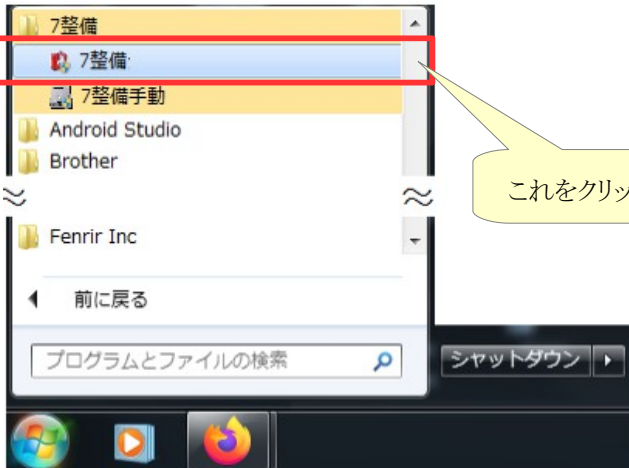 7整備
7整備
7整備手動
Android Studio
Brother
これをクリッ
Fenrir Inc
前に戻る
プログラムとファイルの検索
シャットダウン